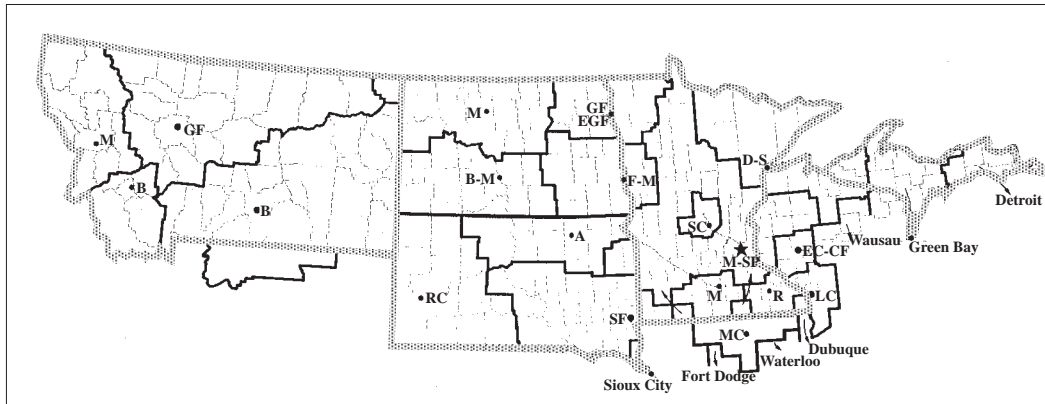 M
GF
B
B
M
GF
EGF
B-M
F-M
D-S
Detroit
SC
A
M-SP
EC-CF
Wausau
Green Bay
RC
M
R
LC
SF
MC
Dubuque
Waterloo
Fort Dodge
Sioux City